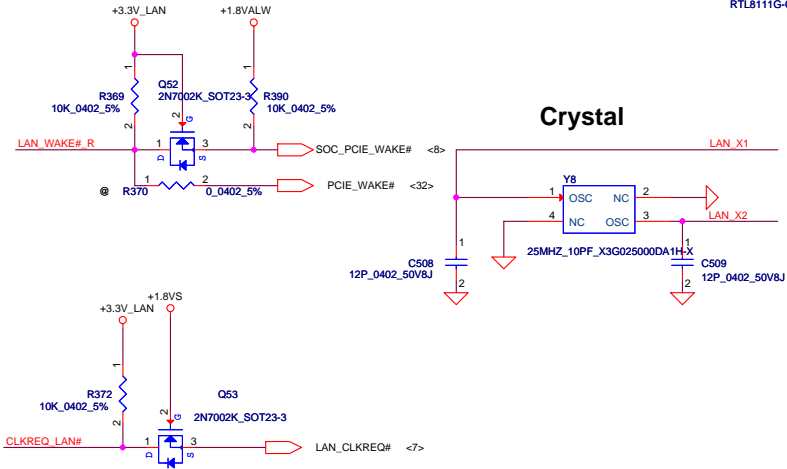 RTL8111G-
+3.3V_LAN
+1.8VALW
1
1
R369
10K_0402_5%
Q52
2N7002K_SOT23-3
R390
10K_0402_5%
2
2
G
2
LAN_WAKE#_R
1
3
D
S
SOC_PCIE_WAKE# <8>
1
2
@ R370
0_0402_5%
PCIE_WAKE# <32>
Crystal
LAN_X1
Y8
1
OSC
NC
2
4
NC
OSC
3
LAN_X2
25MHZ_10PF_X3G025000DA1H-X
1
C508
12P_0402_50V8J
2
1
C509
12P_0402_50V8J
2
+1.8VS
+3.3V_LAN
1
R372
10K_0402_5%
2
Q53
2N7002K_SOT23-3
2
G
CLKREQ_LAN#
1
3
D
S
LAN_CLKREQ# <7>